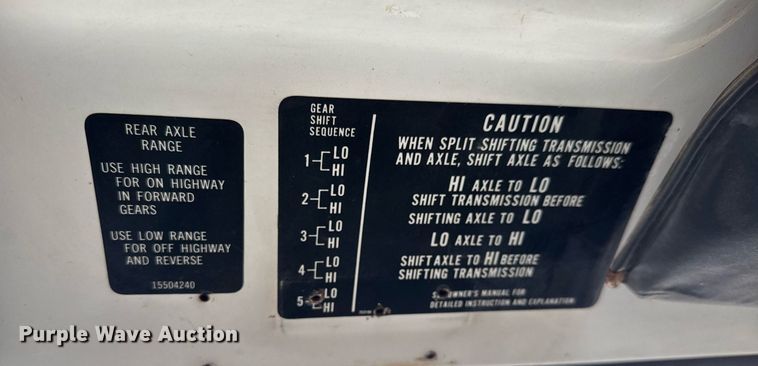 REAR AXLE
RANGE
USE HIGH RANGE
FOR ON HIGHWAY
IN FORWARD
GEARS
USE LOW RANGE
FOR OFF HIGHWAY
AND REVERSE
15504240
GEAR
SHIFT
SEQUENCE
1 LO
HI
2 LO
HI
3 LO
HI
4 LO
HI
5 LO
HI
CAUTION
WHEN SPLIT SHIFTING TRANSMISSION
AND AXLE, SHIFT AXLE AS FOLLOWS:
HI AXLE TO LO
SHIFT TRANSMISSION BEFORE
SHIFTING AXLE TO LO
LO AXLE TO HI
SHIFT AXLE TO HI BEFORE
SHIFTING TRANSMISSION
OWNER'S MANUAL FOR
DETAILED INSTRUCTION AND EXPLANATION
Purple Wave Auction